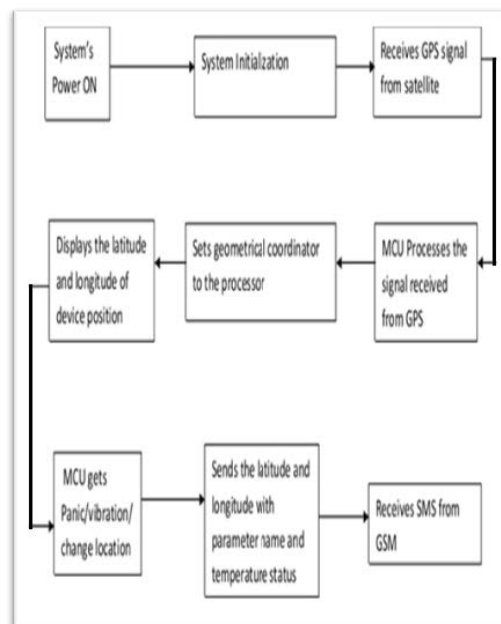 System's
Power ON
System Initialzation
Receives GPS signal
from satellite
MCU Processes the
signal received
from GPS
Sets geometrical coordinator
to the processor
Displays the latitude
and longitude of
device position
MCU gets
Panic/vibration/
change location
Sends the latitude and
longitude with
parameter name and
temperature status
Receives SMS from
GSM